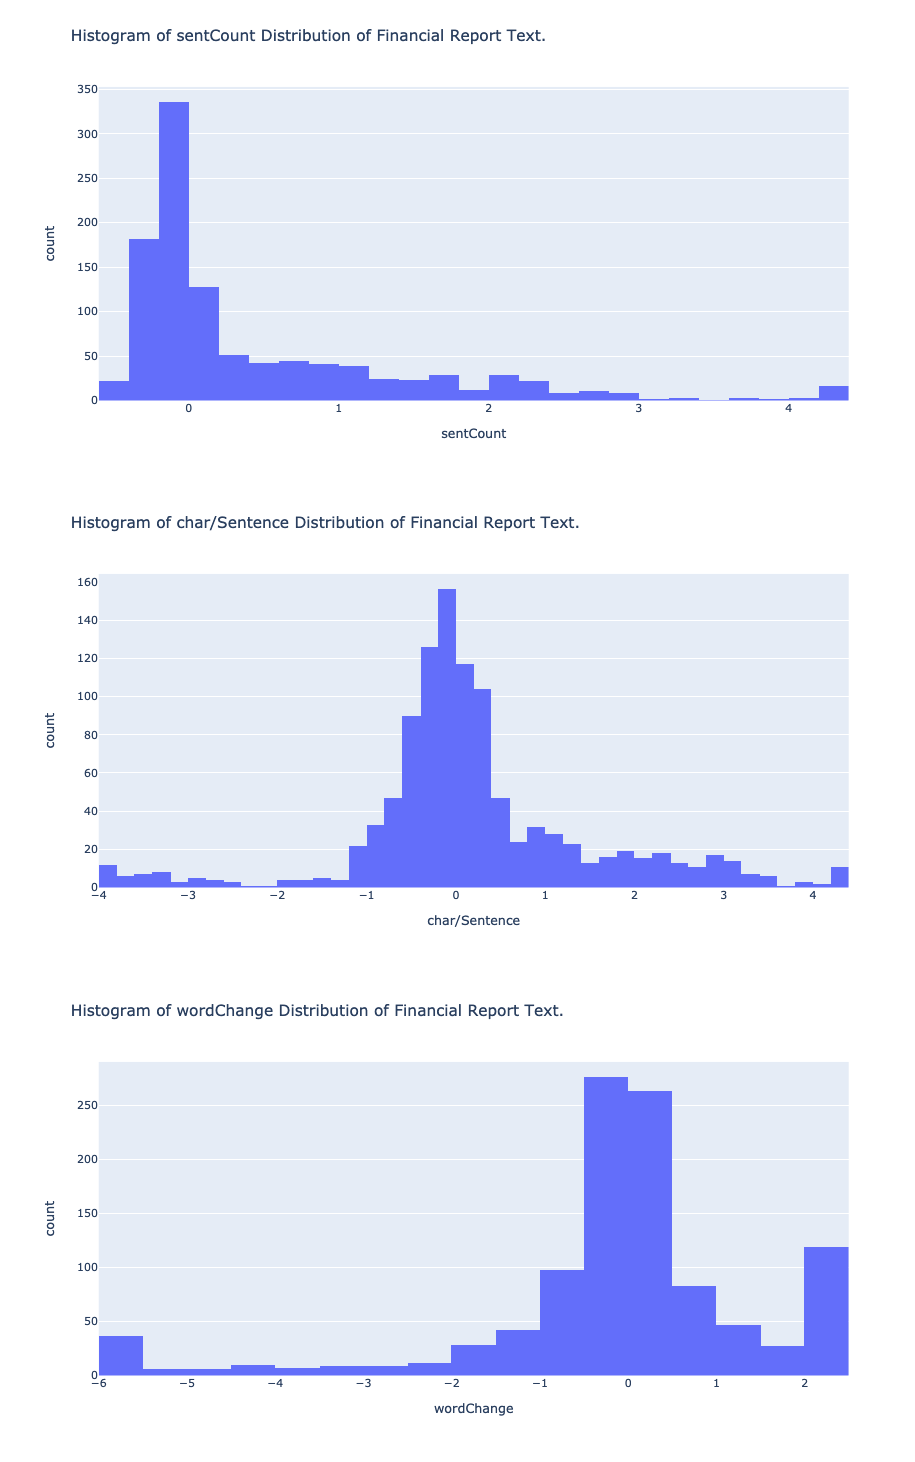 Histogram of sentCount Distribution of Financial Report Text.
350
300
250
200
150
100
50
0
count
0 1 2 3 4
sentCount
Histogram of char/Sentence Distribution of Financial Report Text.
160
140
120
100
80
60
40
20
0
count
−4 −3 −2 −1 0 1 2 3 4
char/Sentence
Histogram of wordChange Distribution of Financial Report Text.
250
200
150
100
50
0
count
−6 −5 −4 −3 −2 −1 0 1 2
wordChange